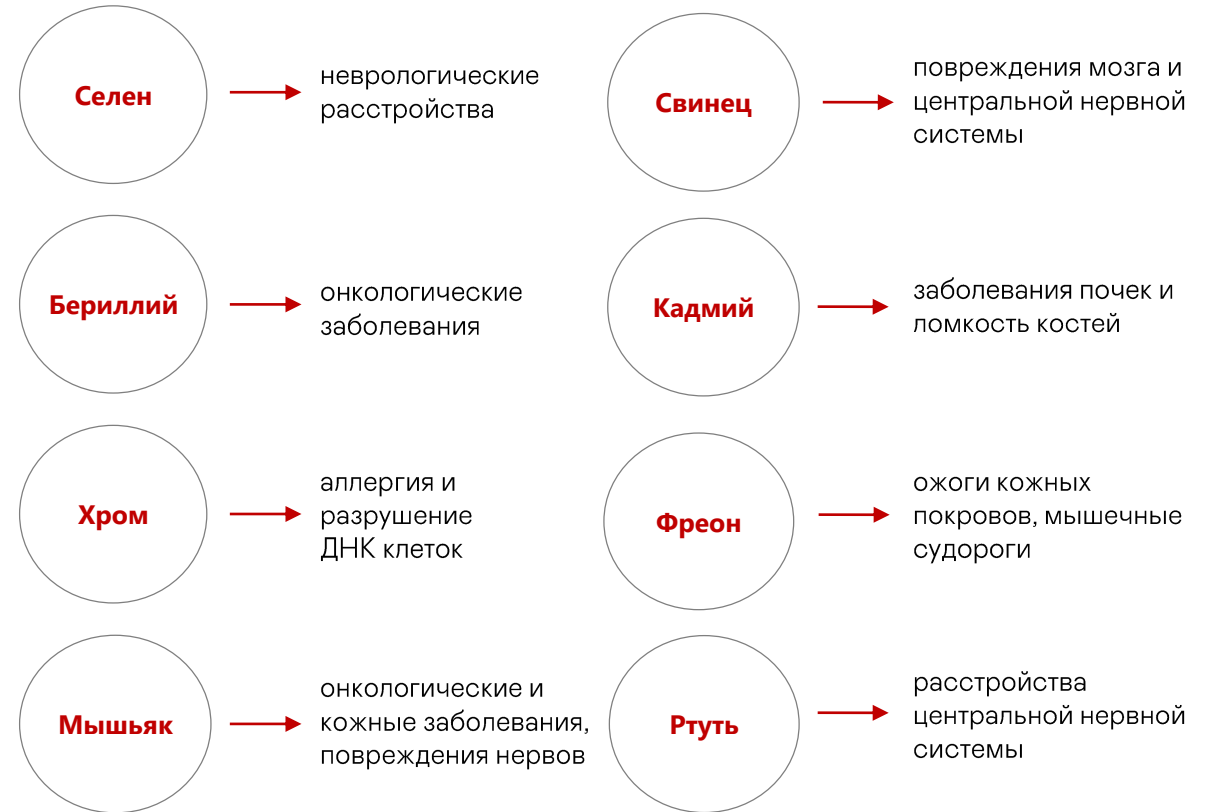 Селен
неврологические
расстройства
Свинец
повреждения мозга и
центральной нервной
системы
Бериллий
онкологические
заболевания
Кадмий
заболевания почек и
ломкость костей
Хром
аллергия и
разрушение
ДНК клеток
Фреон
ожоги кожных
покровов, мышечные
судороги
Мышьяк
онкологические и
кожные заболевания,
повреждения нервов
Ртуть
расстройства
центральной нервной
системы